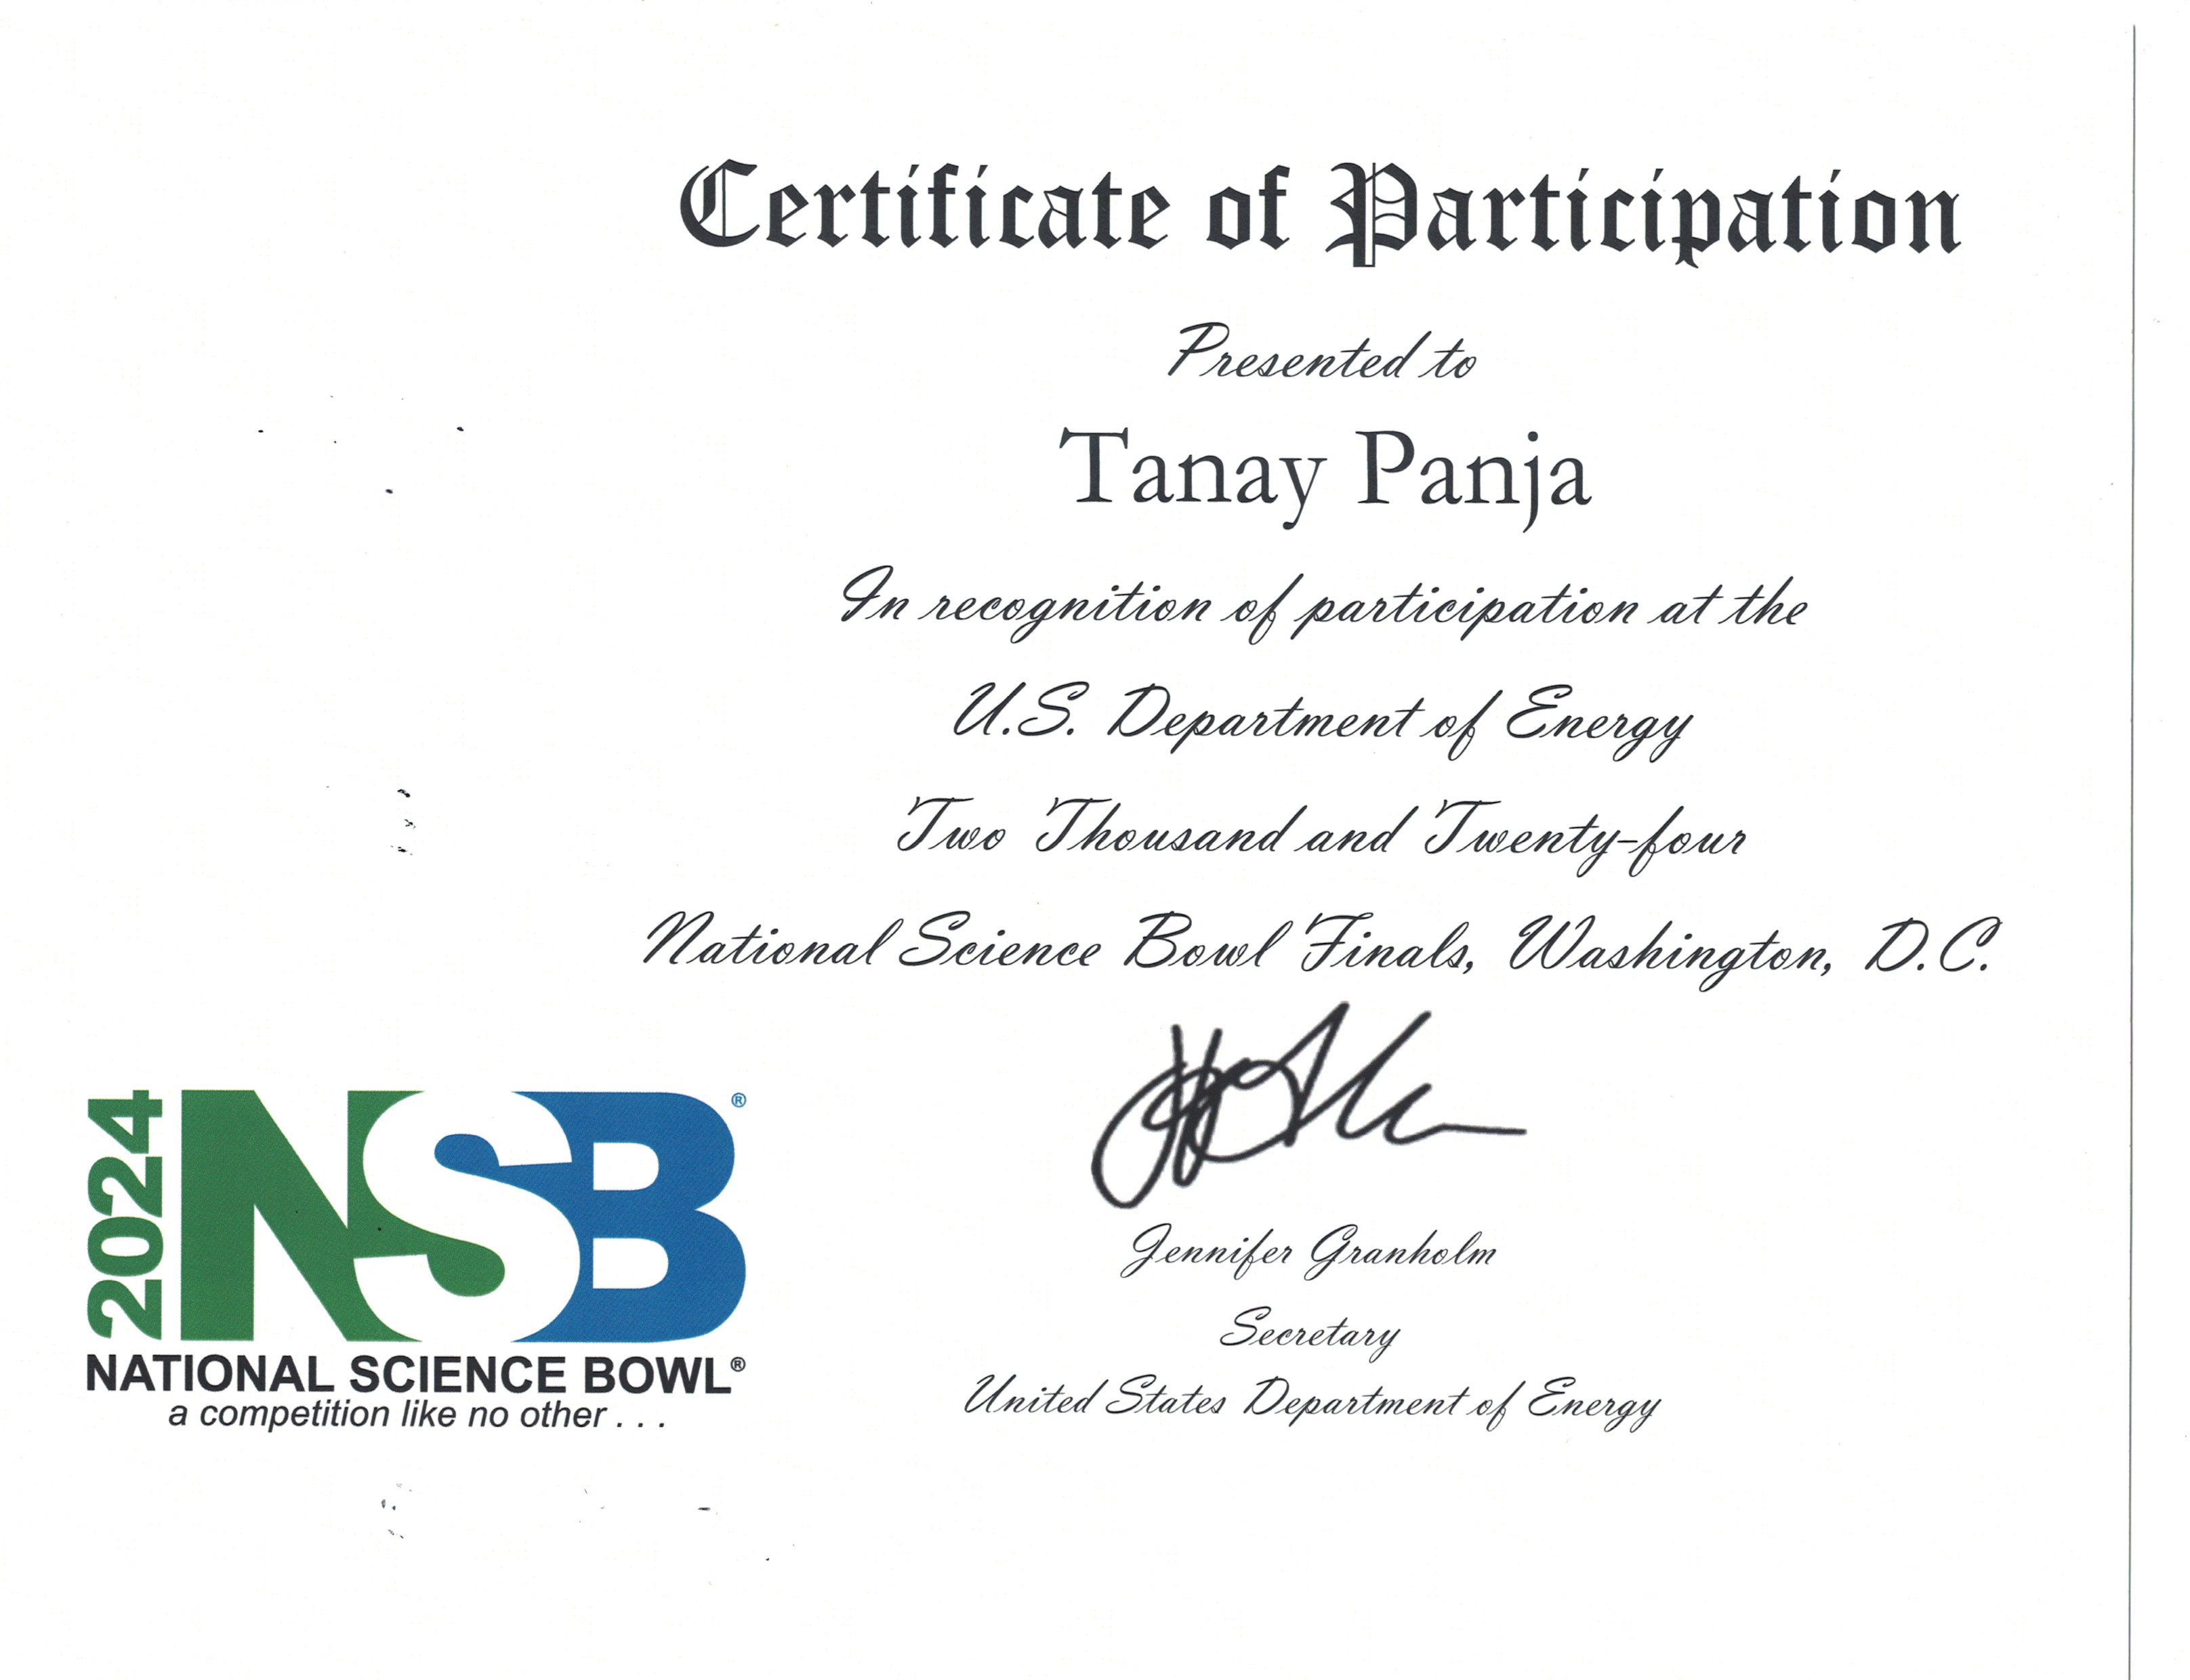 Certificate of Participation
Presented to
Tanay Panja
In recognition of participation at the
U.S. Department of Energy
Two Thousand and Twenty-four
National Science Bowl Finals, Washington, D.C.
2024
NSB®
NATIONAL SCIENCE BOWL®
a competition like no other . . .
Jennifer Granholm
Secretary
United States Department of Energy